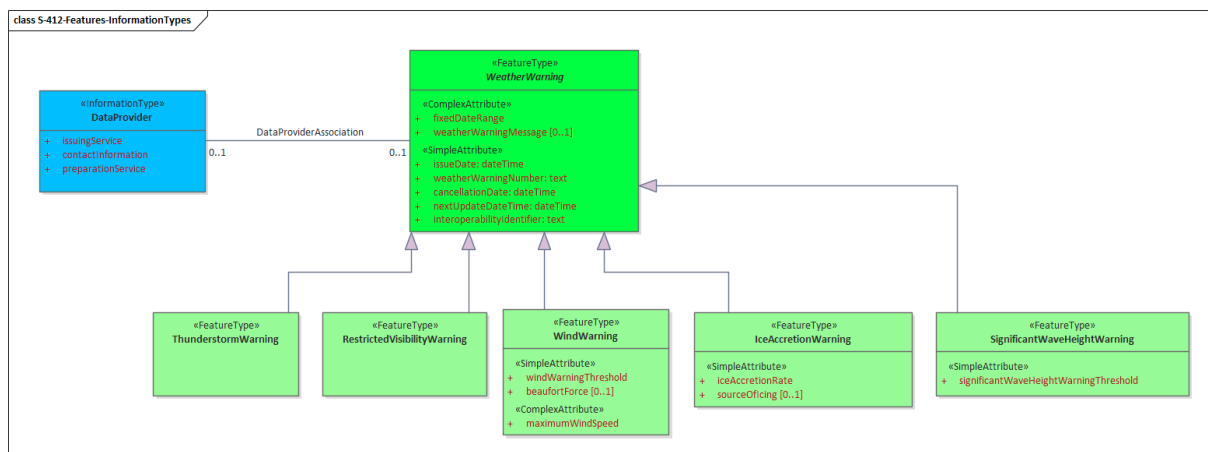 class S-412-Features-InformationTypes
«FeatureType»
WeatherWarning
«ComplexAttribute»
+ fixedDateRange
+ weatherWarningMessage [0..1]
«SimpleAttribute»
+ issueDate: dateTime
+ weatherWarningNumber: text
+ cancellationDate: dateTime
+ nextUpdateDateTime: dateTime
+ interoperabilityIdentifier: text
«InformationType»
DataProvider
+ issuingService
+ contactInformation
+ preparationService
DataProviderAssociation
0..1
0..1
«FeatureType»
ThunderstormWarning
«FeatureType»
RestrictedVisibilityWarning
«FeatureType»
WindWarning
«SimpleAttribute»
+ windWarningThreshold
+ beaufortForce [0..1]
«ComplexAttribute»
+ maximumWindSpeed
«FeatureType»
IceAccretionWarning
«SimpleAttribute»
+ iceAccretionRate
+ sourceOfIcing [0..1]
«FeatureType»
SignificantWaveHeightWarning
«SimpleAttribute»
+ significantWaveHeightWarningThreshold